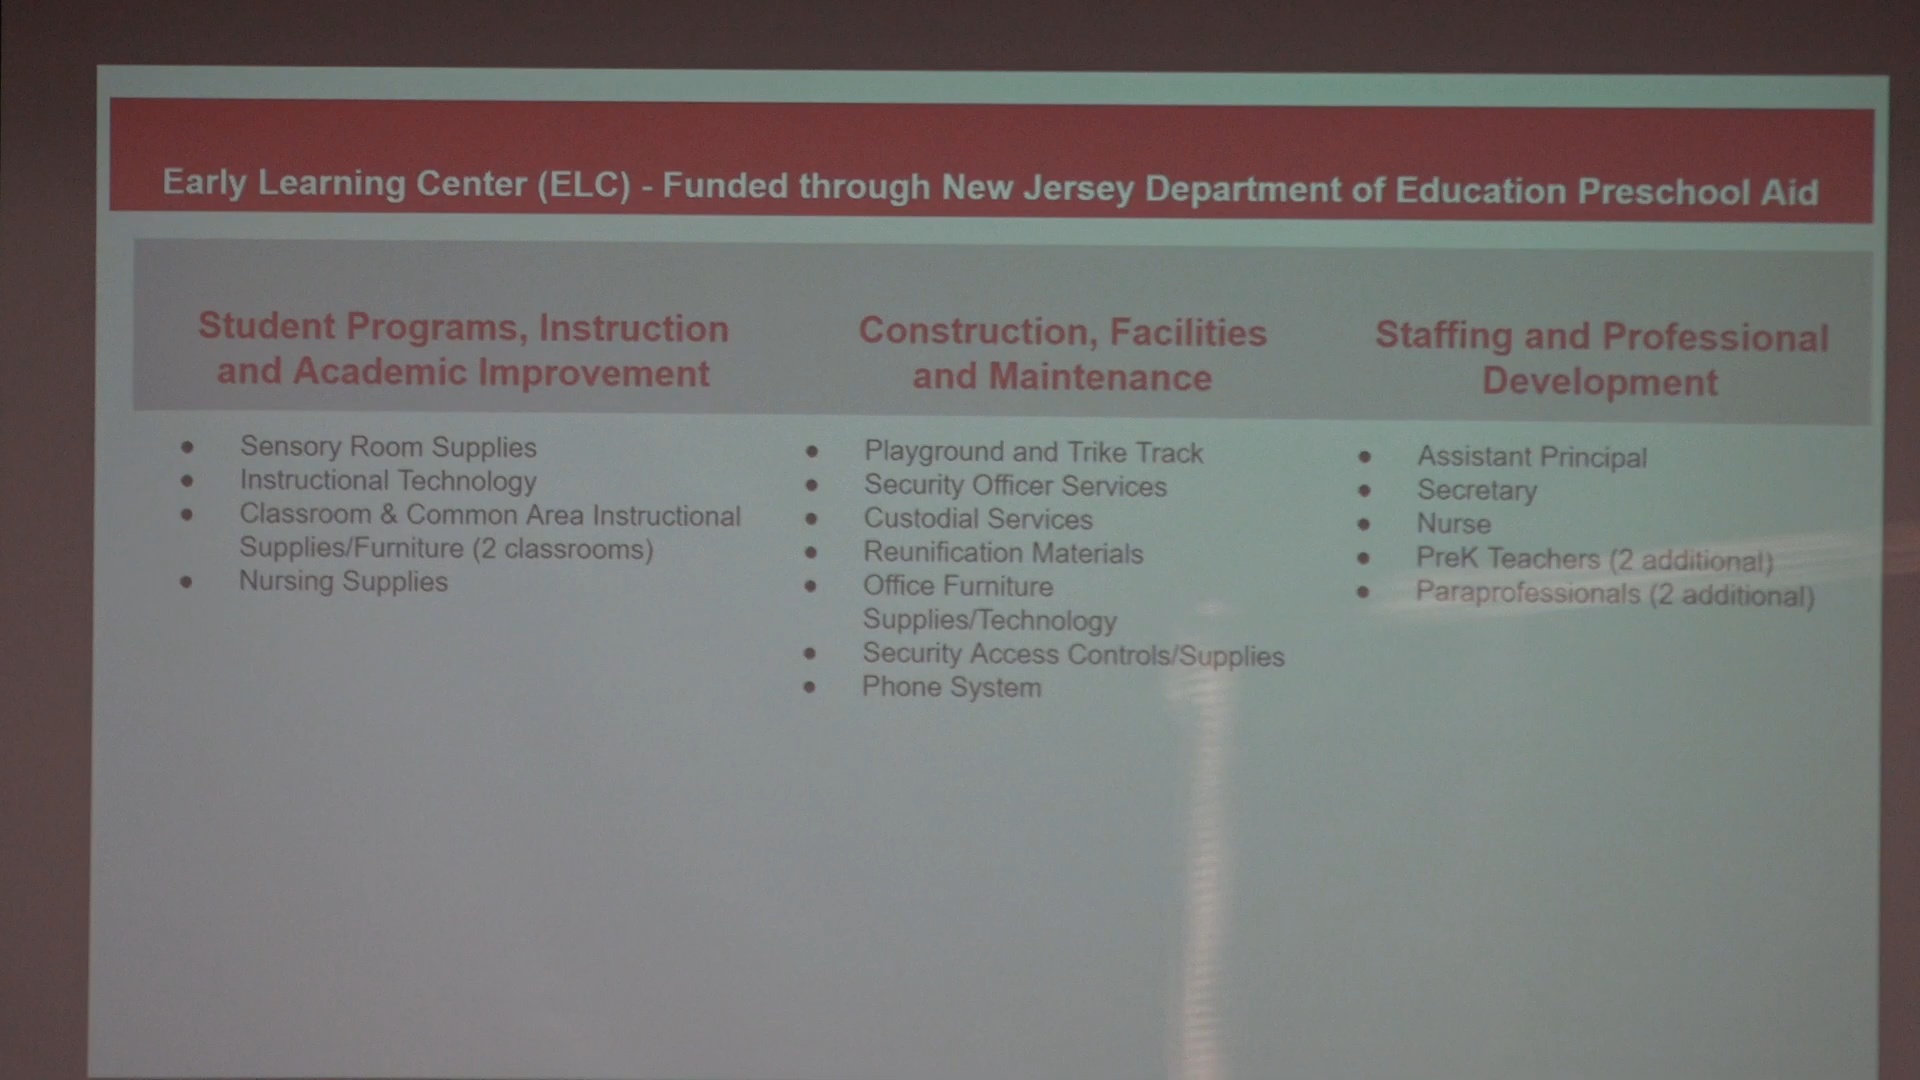 Early Learning Center (ELC) - Funded through New Jersey Department of Education Preschool Aid
Student Programs, Instruction
and Academic Improvement
● Sensory Room Supplies
● Instructional Technology
● Classroom & Common Area Instructional
Supplies/Furniture (2 classrooms)
● Nursing Supplies
Construction, Facilities
and Maintenance
● Playground and Trike Track
● Security Officer Services
● Custodial Services
● Reunification Materials
● Office Furniture
Supplies/Technology
● Security Access Controls/Supplies
● Phone System
Staffing and Professional
Development
● Assistant Principal
● Secretary
● Nurse
● PreK Teachers (2 additional)
● Paraprofessionals (2 additional)